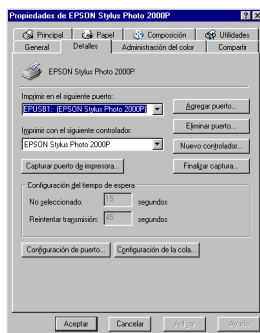 Propiedades de EPSON Stylus Photo 2000P
Principal Papel Composición Utilidades
General Detalles Administración del color Compartir
EPSON Stylus Photo 2000P
Imprimir en el siguiente puerto:
EPUSB1: (EPSON Stylus Photo 2000P)
Agregar puerto...
Eliminar puerto...
Imprimir con el siguiente controlador:
EPSON Stylus Photo 2000P
Nuevo controlador...
Capturar puerto de impresora...
Finalizar captura...
Configuración del tiempo de espera
No seleccionado: 15 segundos
Reintentar transmisión: 45 segundos
Configuración de puerto... Configuración de la cola...
Aceptar Cancelar Aplicar Ayuda